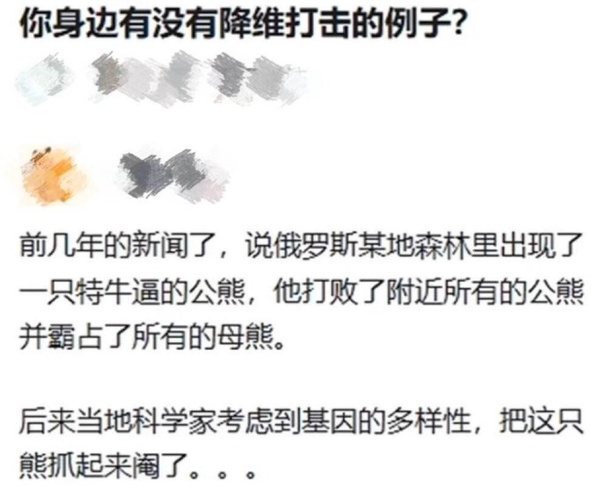 你身边有没有降维打击的例子？
前几年的新闻了，说俄罗斯某地森林里出现了
一只特牛逼的公熊，他打败了附近所有的公熊
并霸占了所有的母熊。
后来当地科学家考虑到基因的多样性，把这只
熊抓起来阉了。。。